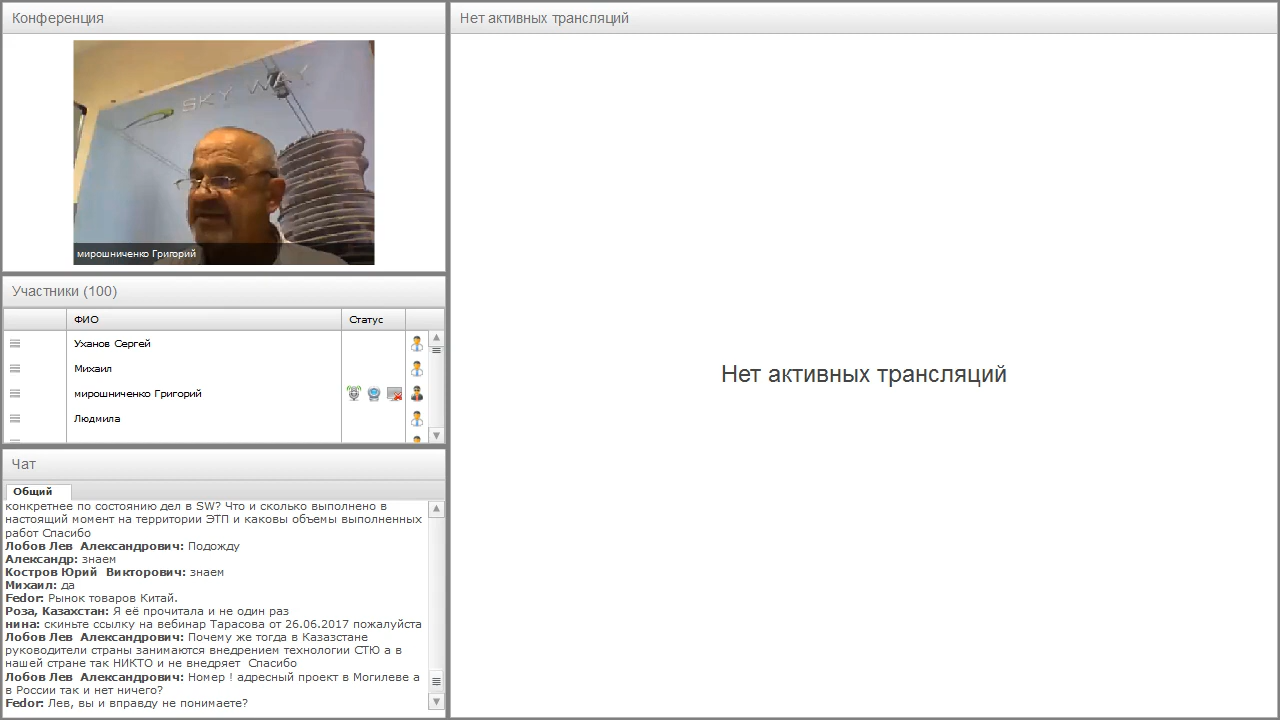 Конференция
SKY WAY
мирошниченко Григорий
Участники (100)
ФИО Статус
Уханов Сергей
Михаил
мирошниченко Григорий
Людмила
Чат
Общий
конкретнее по состоянию дел в SW? Что и сколько выполнено в
настоящий момент на территории ЭТП и каковы объемы выполненных
работ Спасибо
Лобов Лев Александрович: Подожду
Александр: знаем
Костров Юрий Викторович: знаем
Михаил: да
Fedor: Рынок товаров Китай.
Роза, Казахстан: Я её прочитала и не один раз
нина: скиньте ссылку на вебинар Тарасова от 26.06.2017 пожалуйста
Лобов Лев Александрович: Почему же тогда в Казазстане
руководители страны занимаются внедрением технологии СТЮ а в
нашей стране так НИКТО и не внедряет Спасибо
Лобов Лев Александрович: Номер ! адресный проект в Могилеве а
в России так и нет ничего?
Fedor: Лев, вы и вправду не понимаете?
Нет активных трансляций
Нет активных трансляций